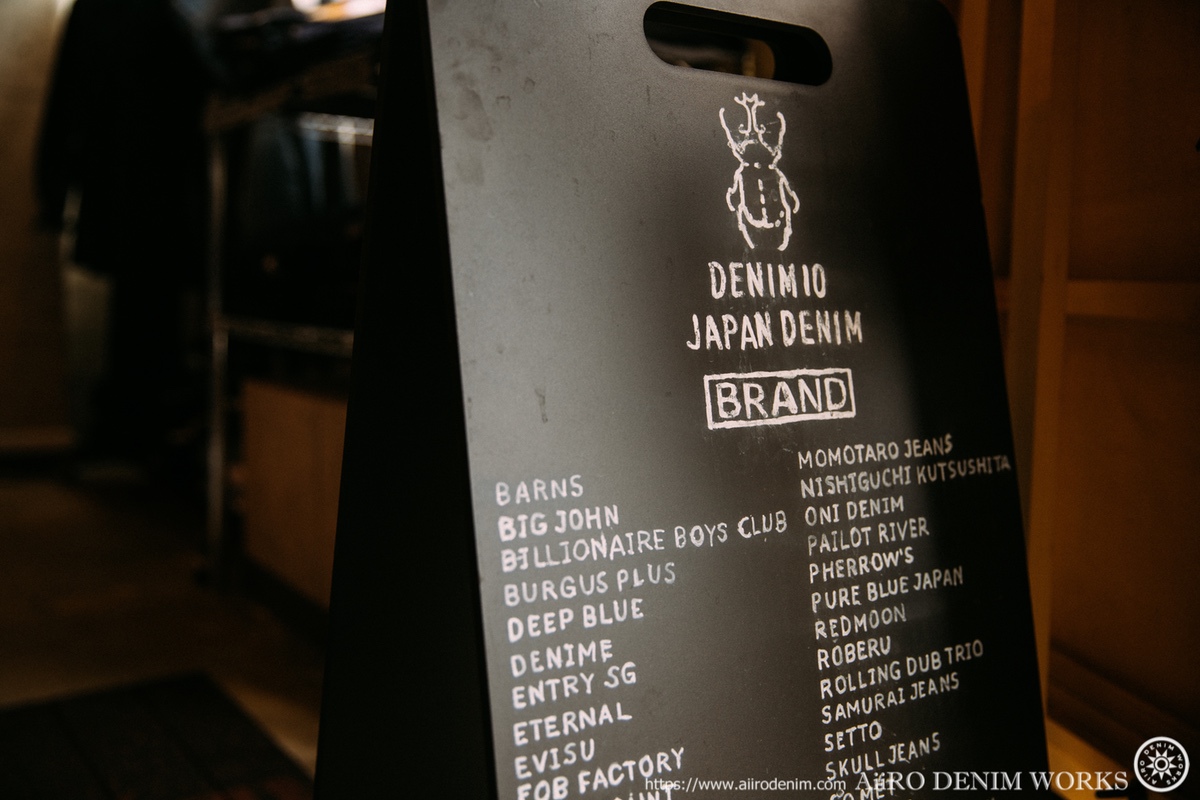 DENIMIO
JAPAN DENIM
BRAND
BARNS
BIG JOHN
BILLIONAIRE BOYS CLUB
BURGUS PLUS
DEEP BLUE
DENIME
ENTRY SG
ETERNAL
EVISU
FOB FACTORY
MOMOTARO JEANS
NISHIGUCHI KUTSUSHITA
ONI DENIM
PAILOT RIVER
PHERROW'S
PURE BLUE JAPAN
REDMOON
ROBERU
ROLLING DUB TRIO
SAMURAI JEANS
SETTO
SKULL JEANS
https://www.aiirodenim.com
AiiRO DENIM WORKS